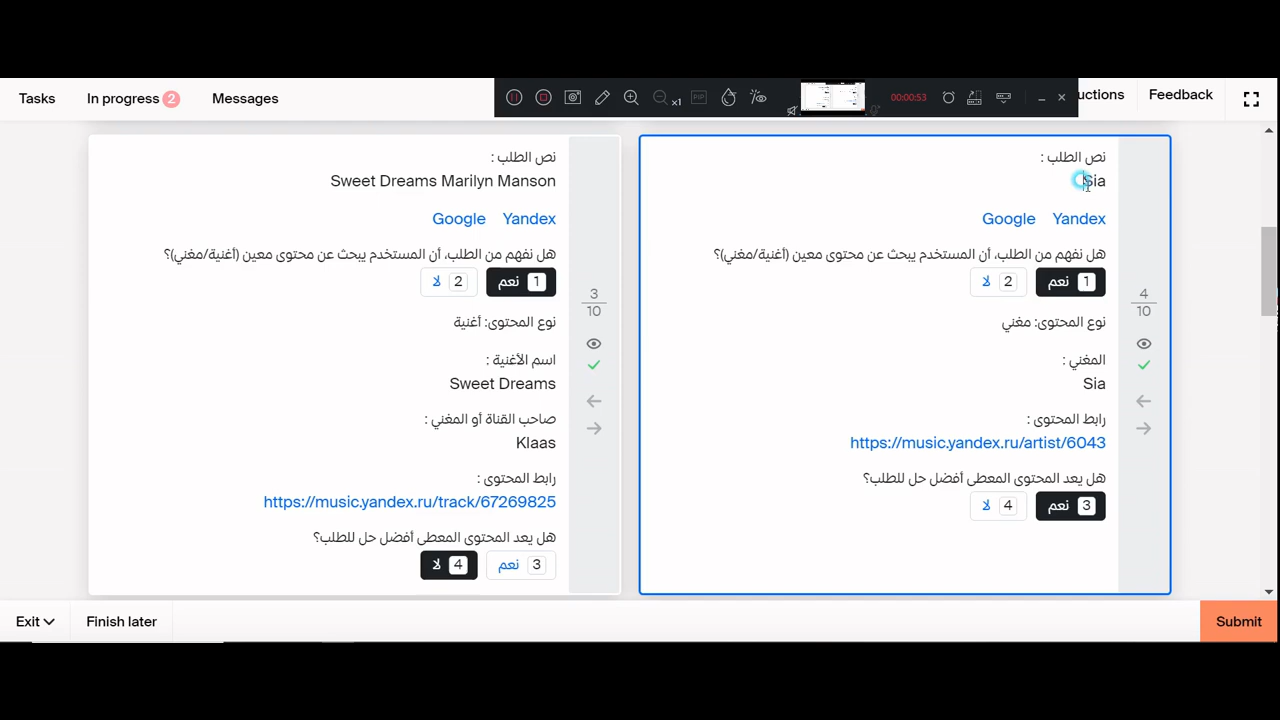 Tasks
In progress 2
Messages
x1
PIP
00:00:53
uctions
Feedback
نص الطلب :
Sia
Google Yandex
هل نفهم من الطلب، أن المستخدم يبحث عن محتوى معين (أغنية/مغني)؟
1 نعم
2 لا
نوع المحتوى: مغني
المغني :
Sia
رابط المحتوى :
https://music.yandex.ru/artist/6043
هل يعد المحتوى المعطى أفضل حل للطلب؟
3 نعم
4 لا
4
10
نص الطلب :
Sweet Dreams Marilyn Manson
Google Yandex
هل نفهم من الطلب، أن المستخدم يبحث عن محتوى معين (أغنية/مغني)؟
1 نعم
2 لا
نوع المحتوى: أغنية
اسم الأغنية :
Sweet Dreams
صاحب القناة أو المغني :
Klaas
رابط المحتوى :
https://music.yandex.ru/track/67269825
هل يعد المحتوى المعطى أفضل حل للطلب؟
3 نعم
4 لا
3
10
Exit
Finish later
Submit